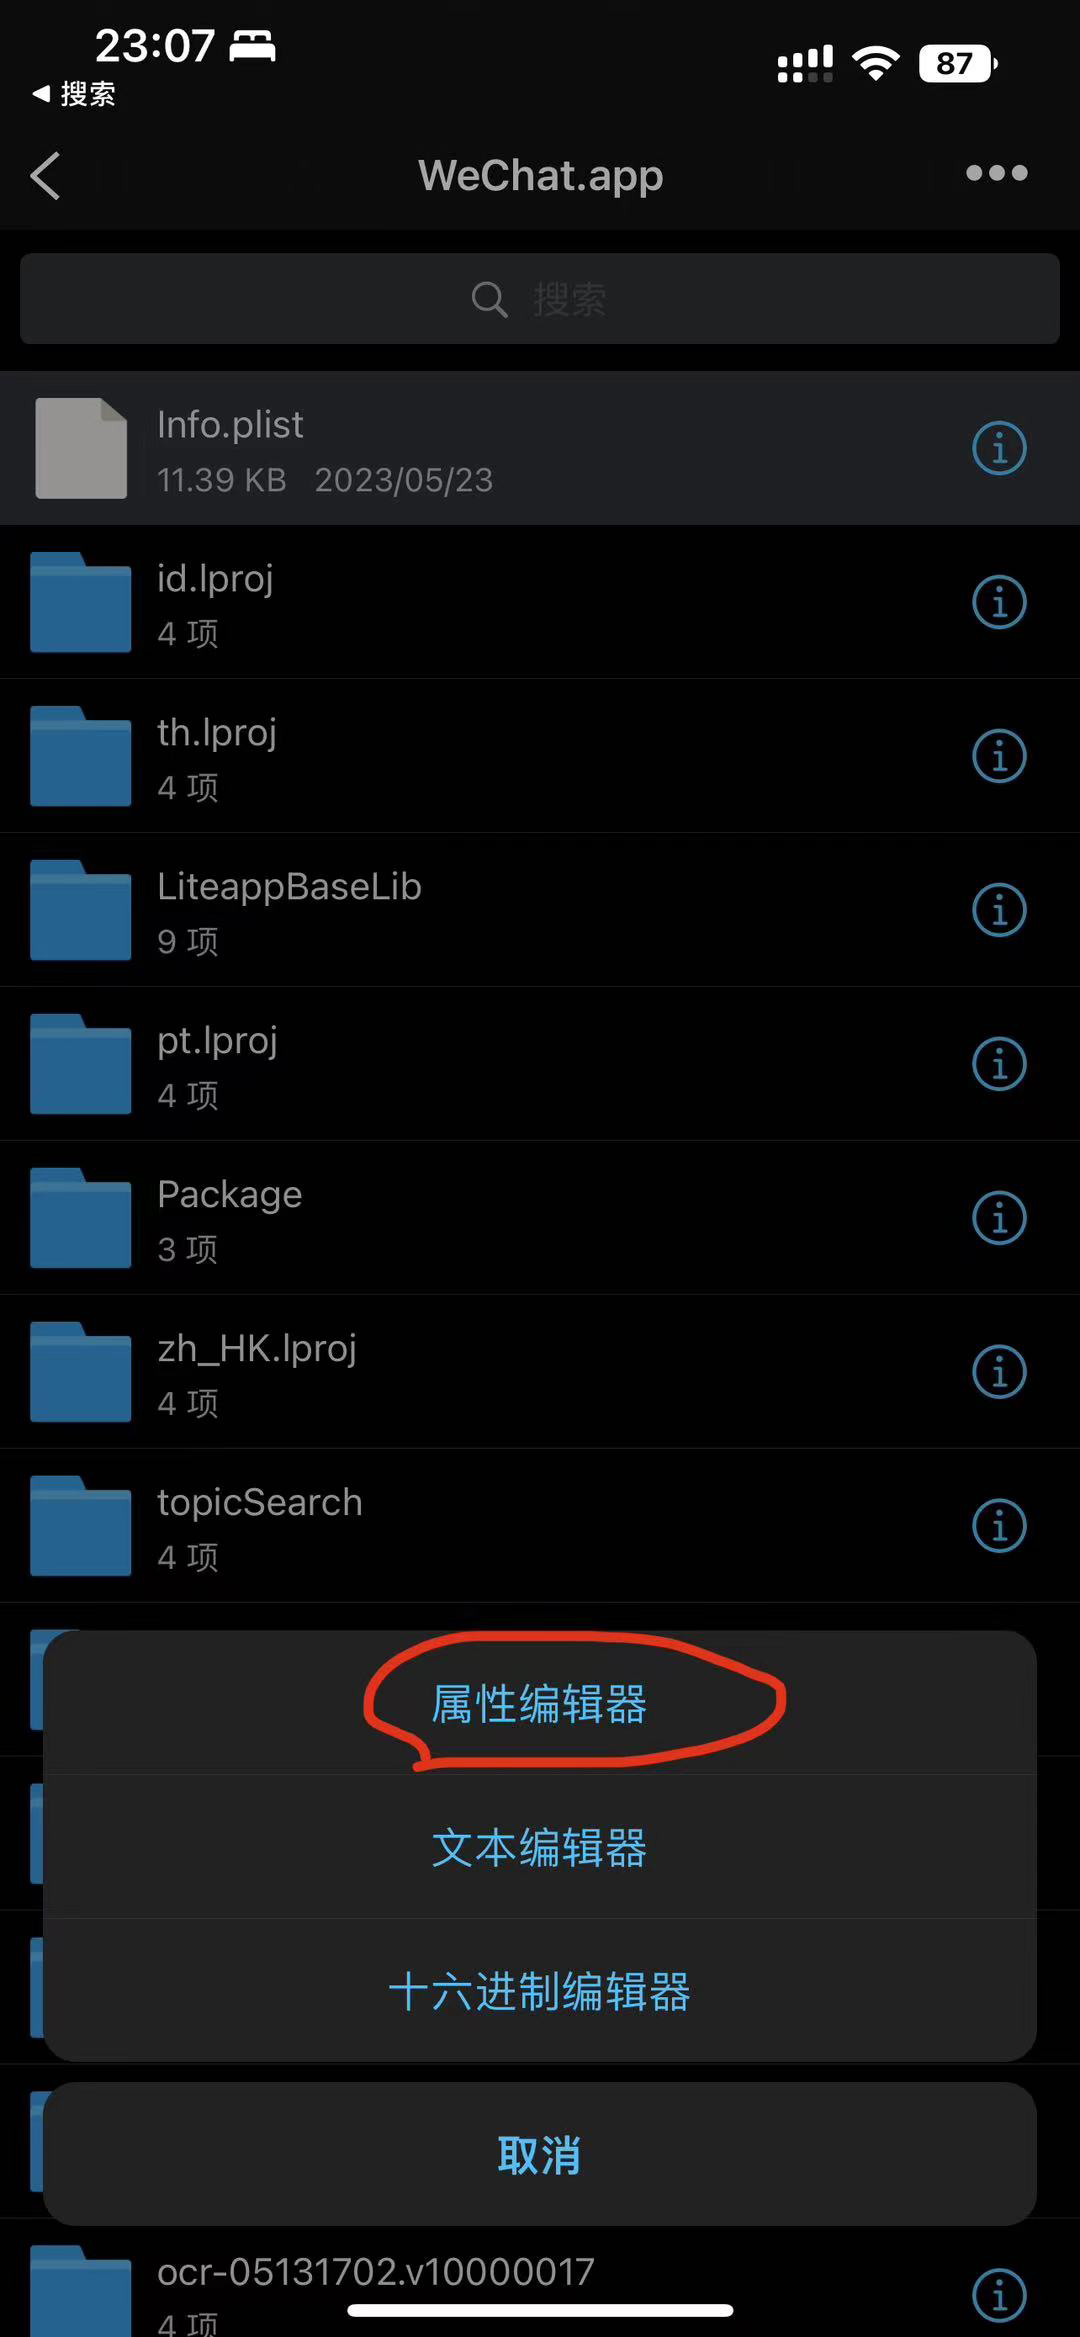 23:07
87
搜索
WeChat.app
搜索
Info.plist
11.39 KB 2023/05/23
id.lproj
4 项
th.lproj
4 项
LiteappBaseLib
9 项
pt.lproj
4 项
Package
3 项
zh_HK.lproj
4 项
topicSearch
4 项
属性编辑器
文本编辑器
十六进制编辑器
取消
ocr-05131702.v10000017
4 项